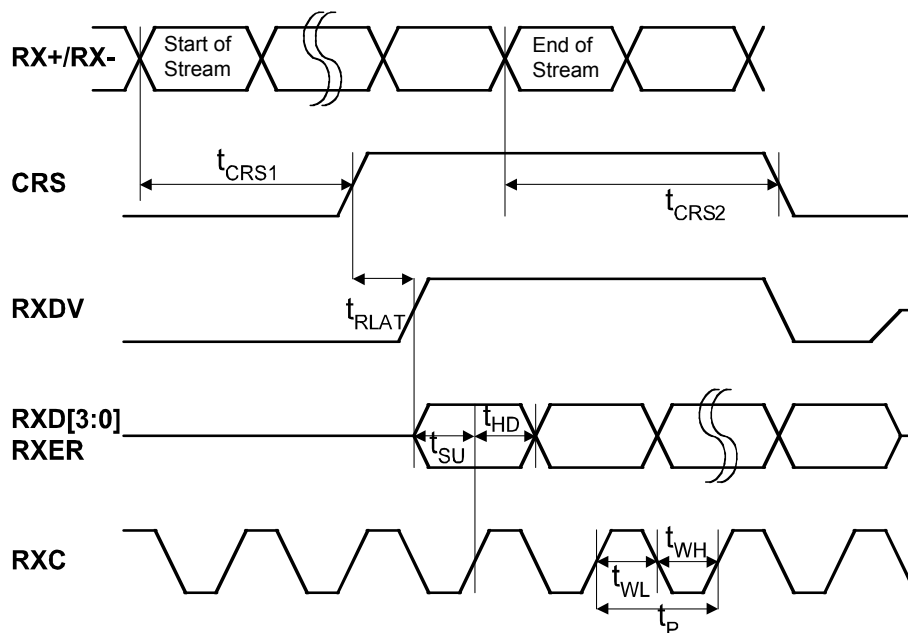 RX+/RX-
Start of
Stream
End of
Stream
CRS
tCRS1
tCRS2
RXDV
tRLAT
RXD[3:0]
RXER
tSU
tHD
RXC
tWL
tWH
tP